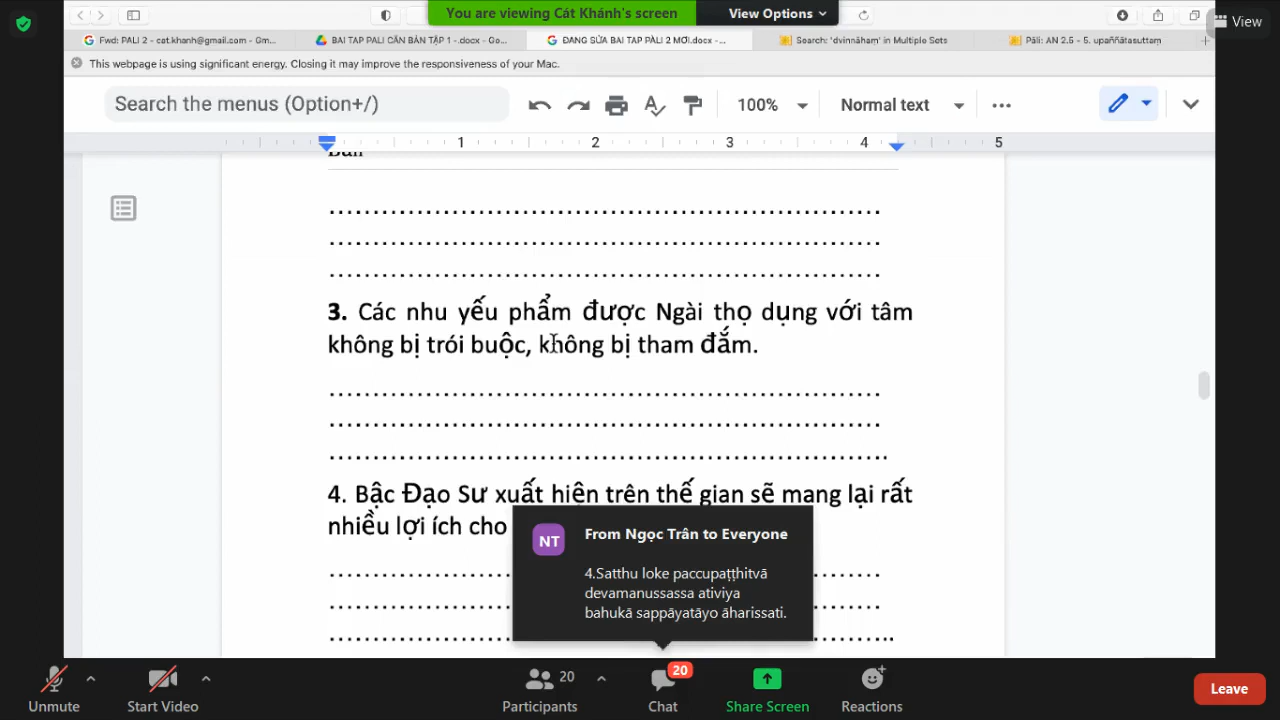 You are viewing Cát Khánh's screen
View Options
View
Fwd: PALI 2 - cat.khanh@gmail.com - Gm...
BAI TAP PALI CĂN BẢN TẬP 1 -.docx - Go...
ĐANG SỬA BAI TAP PÀLI 2 MƠI.docx -...
Search: 'dvinnāhaṃ' in Multiple Sets
Pāli: AN 2.5 - 5. upaññātasuttaṃ
This webpage is using significant energy. Closing it may improve the responsiveness of your Mac.
Search the menus (Option+/)
100%
Normal text
1 2 3 4 5
3. Các nhu yếu phẩm được Ngài thọ dụng với tâm
không bị trói buộc, không bị tham đắm.
4. Bậc Đạo Sư xuất hiện trên thế gian sẽ mang lại rất
nhiều lợi ích cho
NT
From Ngọc Trân to Everyone
4.Satthu loke paccupaṭṭhitvā
devamanussassa ativiya
bahukā sappāyatāyo āharissati.
Unmute
Start Video
20
Participants
20
Chat
Share Screen
Reactions
Leave